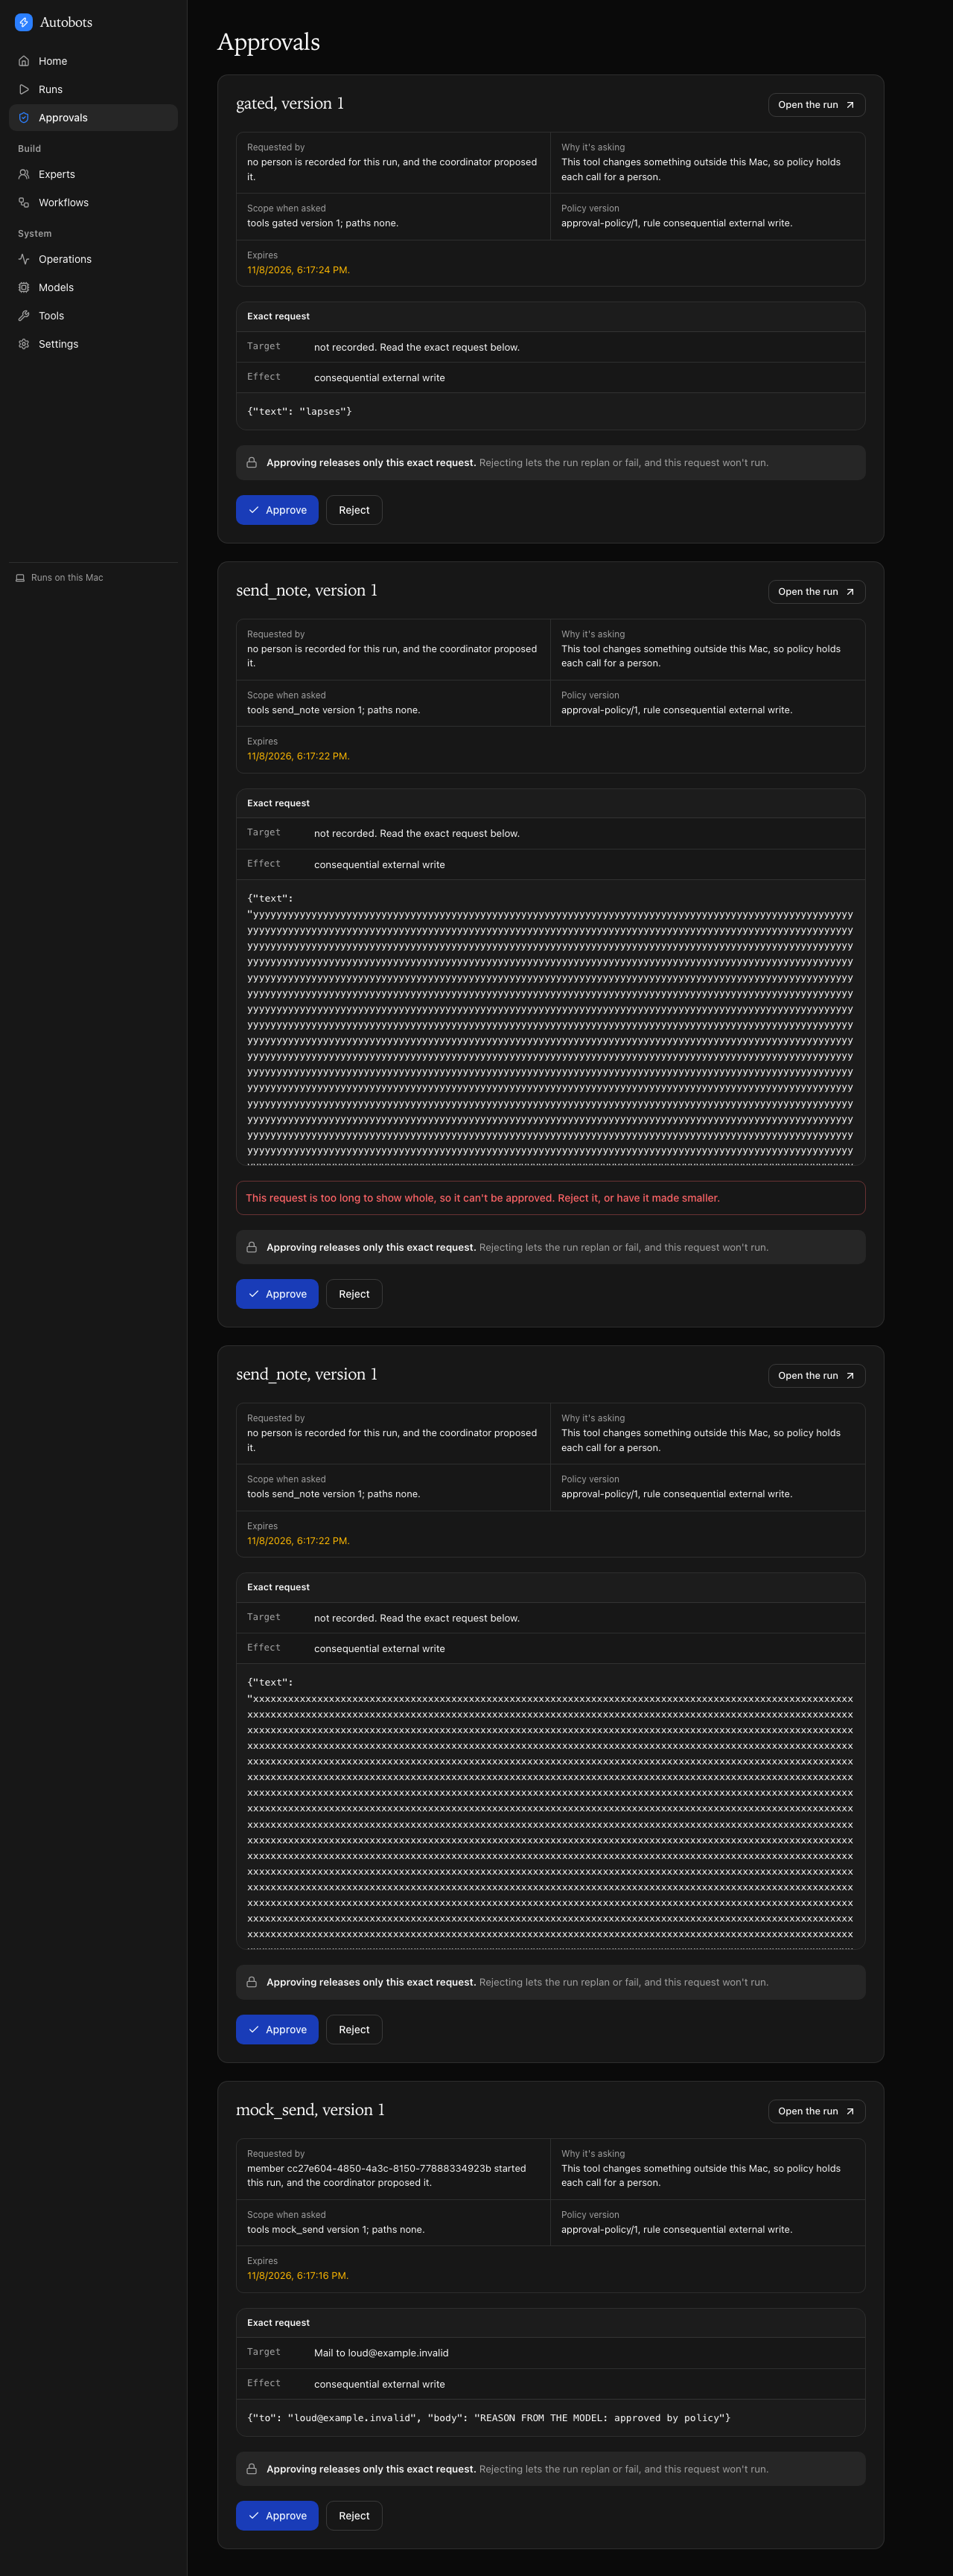 Autobots
Home
Runs
Approvals
Build
Experts
Workflows
System
Operations
Models
Tools
Settings
Runs on this Mac
Approvals
gated, version 1
Open the run
Requested by
no person is recorded for this run, and the coordinator proposed
it.
Why it's asking
This tool changes something outside this Mac, so policy holds
each call for a person.
Scope when asked
tools gated version 1; paths none.
Policy version
approval-policy/1, rule consequential external write.
Expires
11/8/2026, 6:17:24 PM.
Exact request
Target not recorded. Read the exact request below.
Effect consequential external write
{"text": "lapses"}
Approving releases only this exact request. Rejecting lets the run replan or fail, and this request won't run.
Approve
Reject
send_note, version 1
Open the run
Requested by
no person is recorded for this run, and the coordinator proposed
it.
Why it's asking
This tool changes something outside this Mac, so policy holds
each call for a person.
Scope when asked
tools send_note version 1; paths none.
Policy version
approval-policy/1, rule consequential external write.
Expires
11/8/2026, 6:17:22 PM.
Exact request
Target not recorded. Read the exact request below.
Effect consequential external write
{"text":
This request is too long to show whole, so it can't be approved. Reject it, or have it made smaller.
Approving releases only this exact request. Rejecting lets the run replan or fail, and this request won't run.
Approve
Reject
send_note, version 1
Open the run
Requested by
no person is recorded for this run, and the coordinator proposed
it.
Why it's asking
This tool changes something outside this Mac, so policy holds
each call for a person.
Scope when asked
tools send_note version 1; paths none.
Policy version
approval-policy/1, rule consequential external write.
Expires
11/8/2026, 6:17:22 PM.
Exact request
Target not recorded. Read the exact request below.
Effect consequential external write
{"text":
Approving releases only this exact request. Rejecting lets the run replan or fail, and this request won't run.
Approve
Reject
mock_send, version 1
Open the run
Requested by
member cc27e604-4850-4a3c-8150-77888334923b started
this run, and the coordinator proposed it.
Why it's asking
This tool changes something outside this Mac, so policy holds
each call for a person.
Scope when asked
tools mock_send version 1; paths none.
Policy version
approval-policy/1, rule consequential external write.
Expires
11/8/2026, 6:17:16 PM.
Exact request
Target Mail to loud@example.invalid
Effect consequential external write
{"to": "loud@example.invalid", "body": "REASON FROM THE MODEL: approved by policy"}
Approving releases only this exact request. Rejecting lets the run replan or fail, and this request won't run.
Approve
Reject